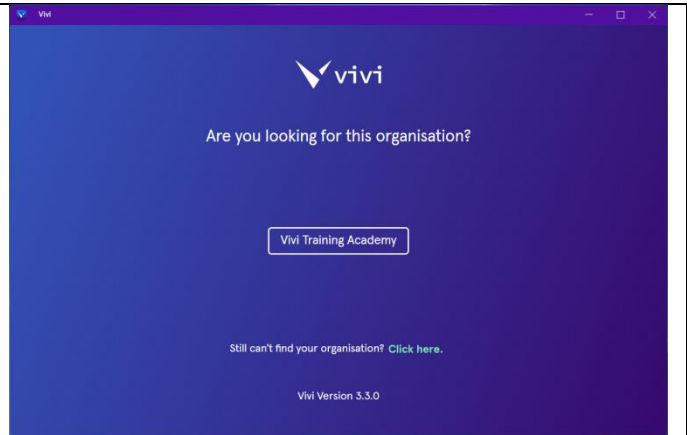 Vivi
vivi
Are you looking for this organisation?
Vivi Training Academy
Still can't find your organisation? Click here.
Vivi Version 3.3.0